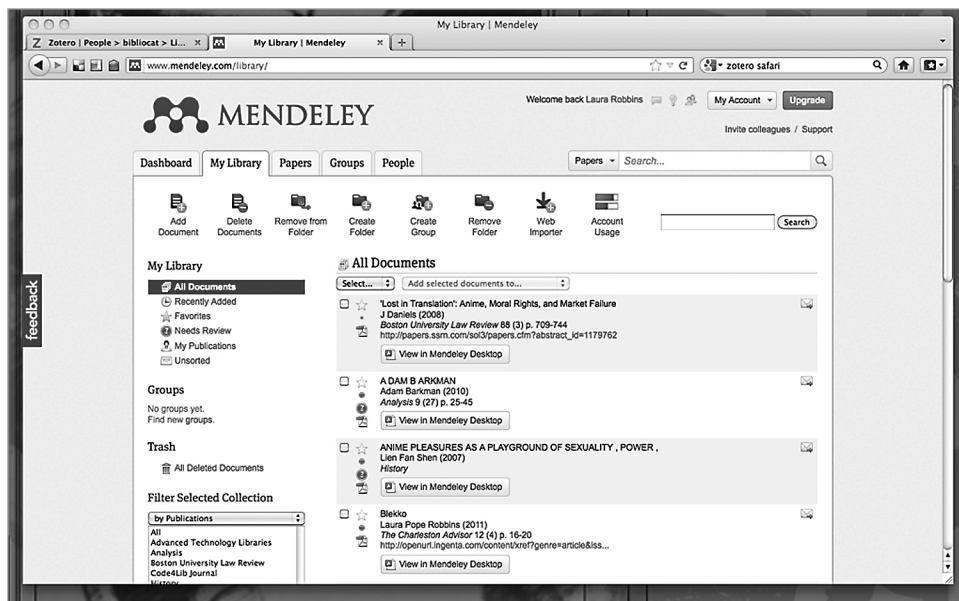 My Library | Mendeley
Zotero | People > bibliocat > Li...
My Library | Mendeley
www.mendeley.com/library/
zotero safari
MENDELEY
Welcome back Laura Robbins
My Account
Upgrade
Invite colleagues / Support
Dashboard
My Library
Papers
Groups
People
Papers
Search...
Add Document
Delete Documents
Remove from Folder
Create Folder
Create Group
Remove Folder
Web Importer
Account Usage
Search
feedback
My Library
All Documents
Recently Added
Favorites
Needs Review
My Publications
Unsorted
Groups
No groups yet.
Find new groups.
Trash
All Deleted Documents
Filter Selected Collection
by Publications
All
Advanced Technology Libraries
Analysis
Boston University Law Review
Code4Lib Journal
History
All Documents
Select...
Add selected documents to...
'Lost in Translation': Anime, Moral Rights, and Market Failure
J Daniels (2008)
Boston University Law Review 88 (3) p. 709-744
http://papers.ssrn.com/sol3/papers.cfm?abstract_id=1179762
View in Mendeley Desktop
A DAM B ARKMAN
Adam Barkman (2010)
Analysis 9 (27) p. 25-45
View in Mendeley Desktop
ANIME PLEASURES AS A PLAYGROUND OF SEXUALITY , POWER ,
Lien Fan Shen (2007)
History
View in Mendeley Desktop
Blekko
Laura Pope Robbins (2011)
The Charleston Advisor 12 (4) p. 16-20
http://openurl.ingenta.com/content/xref?genre=article&iss...
View in Mendeley Desktop